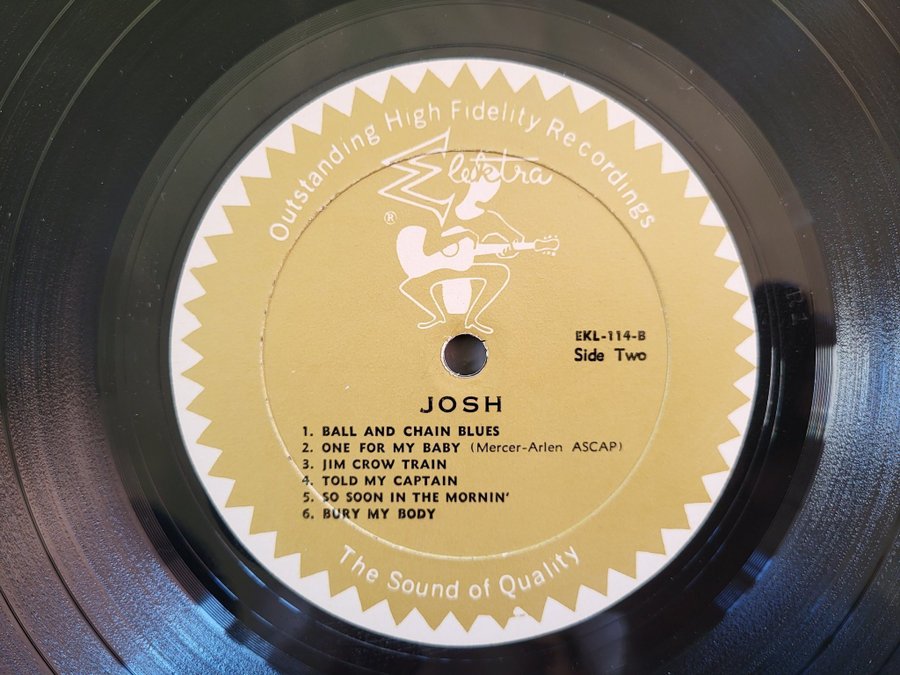 Outstanding High Fidelity Recordings
Elektra
®
EKL-114-B
Side Two
JOSH
1. BALL AND CHAIN BLUES
2. ONE FOR MY BABY (Mercer-Arlen ASCAP)
3. JIM CROW TRAIN
4. TOLD MY CAPTAIN
5. SO SOON IN THE MORNIN'
6. BURY MY BODY
The Sound of Quality